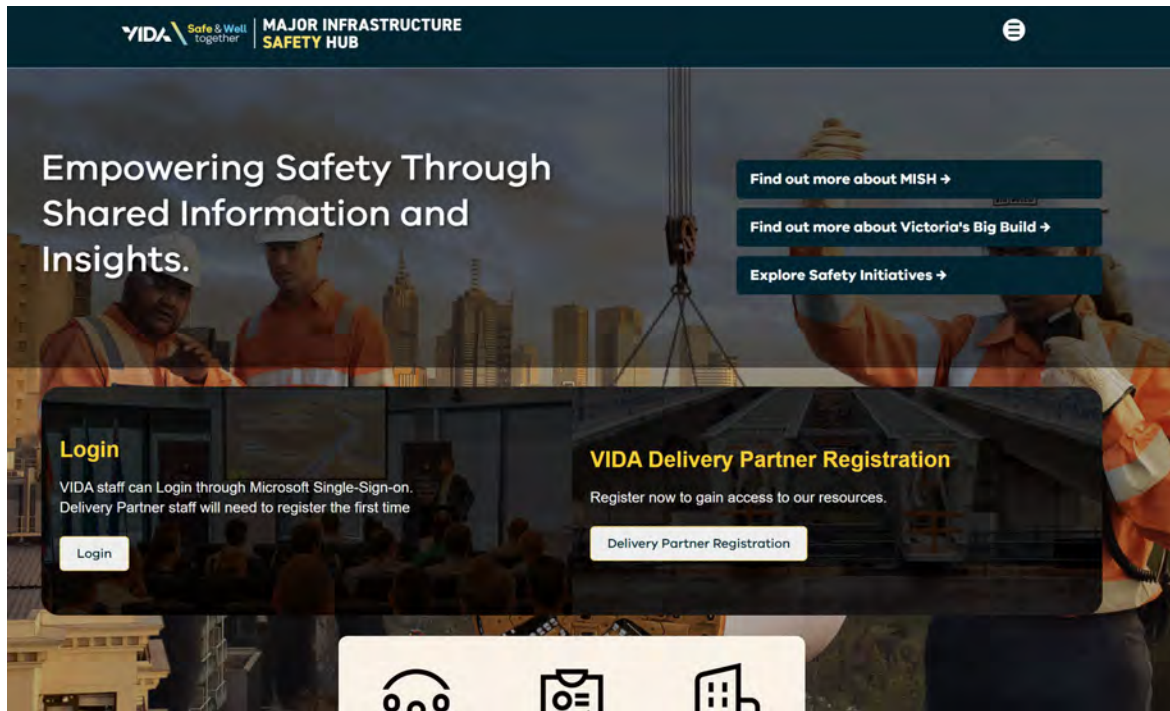 VIDA
Safe & Well
together
MAJOR INFRASTRUCTURE
SAFETY HUB
Empowering Safety Through
Shared Information and
Insights.
Find out more about MISH →
Find out more about Victoria's Big Build →
Explore Safety Initiatives →
Login
VIDA staff can Login through Microsoft Single-Sign-on.
Delivery Partner staff will need to register the first time
Login
VIDA Delivery Partner Registration
Register now to gain access to our resources.
Delivery Partner Registration